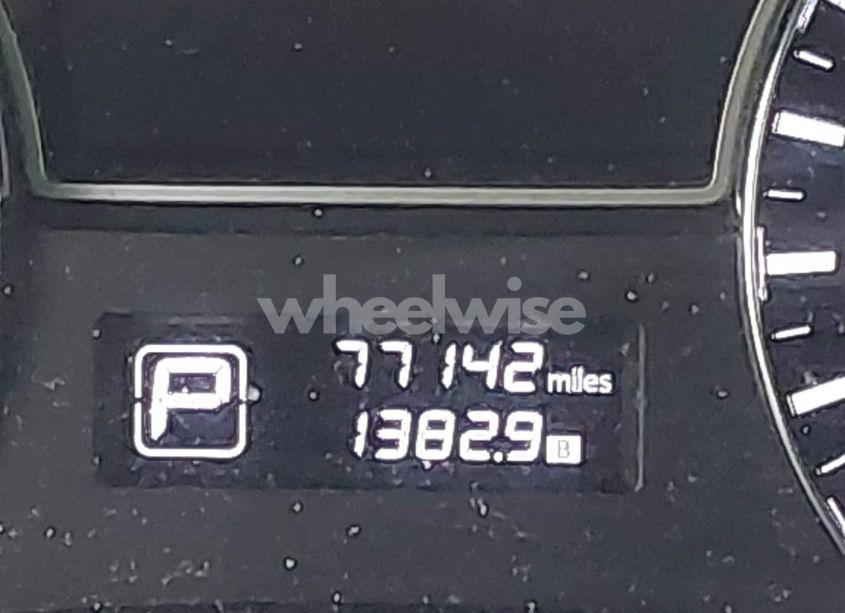 wheelwise
P
77142 miles
1382.9 B